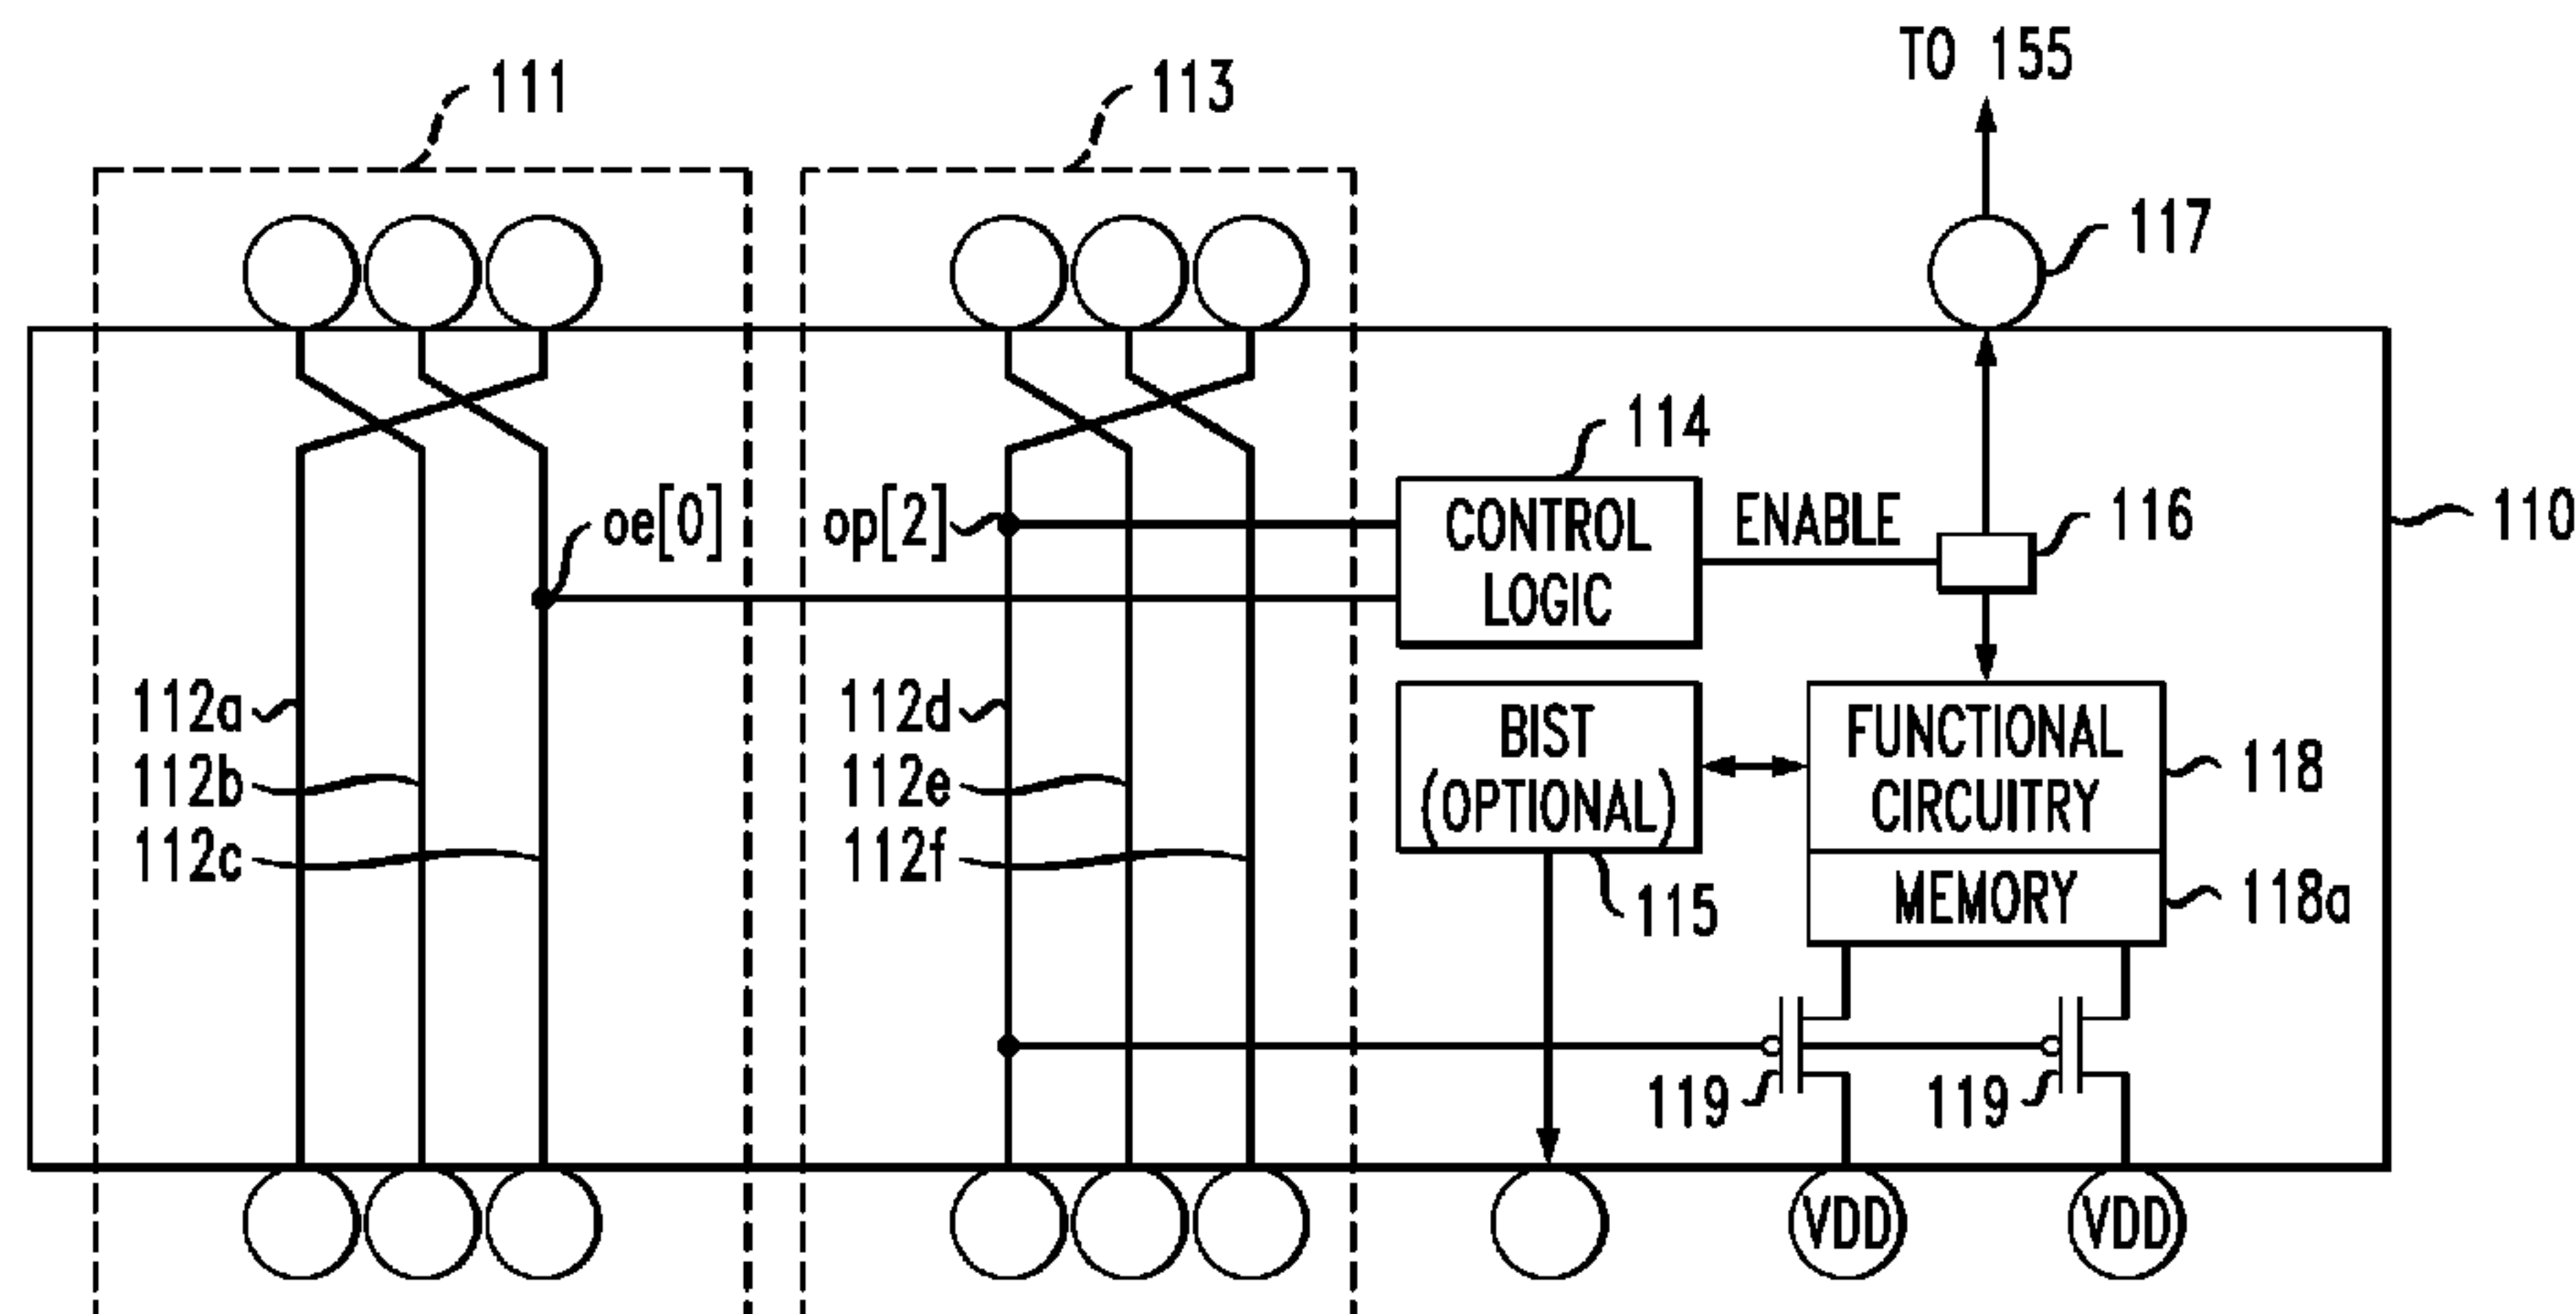 TO 155
111
113
117
114
oe[0]
op[2]
CONTROL
LOGIC
ENABLE
116
110
112a
112b
112c
112d
112e
112f
BIST
(OPTIONAL)
115
FUNCTIONAL
CIRCUITRY
118
MEMORY
118a
119
119
VDD
VDD